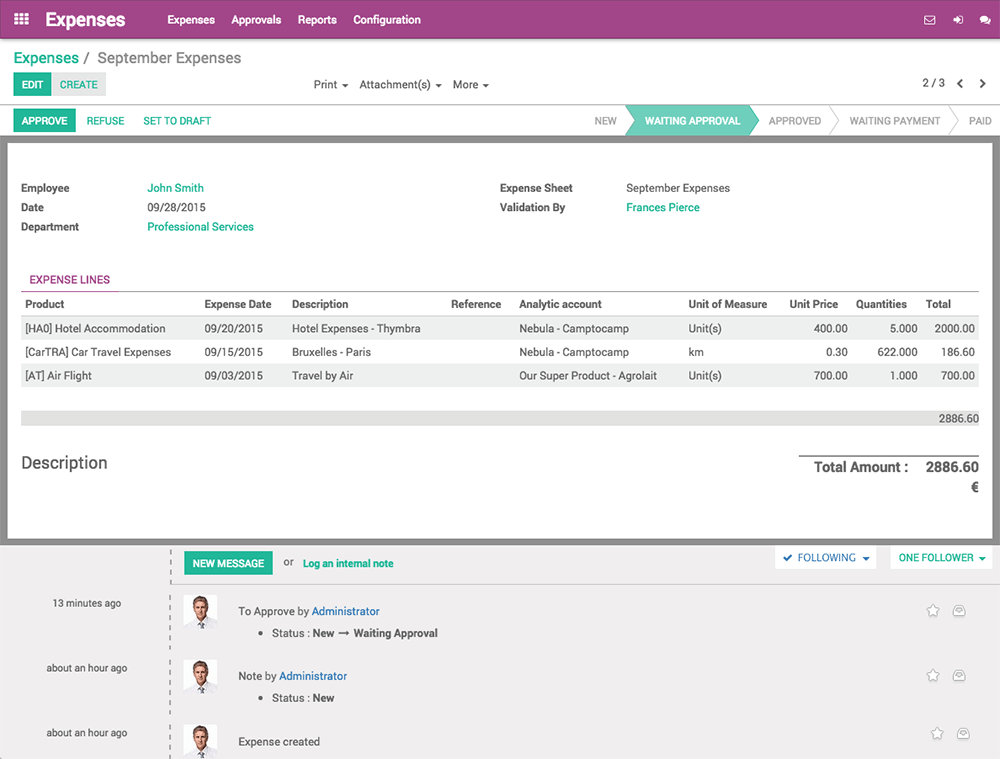 Expenses Expenses Approvals Reports Configuration
Expenses / September Expenses
EDIT CREATE Print Attachment(s) More 2 / 3
APPROVE REFUSE SET TO DRAFT NEW WAITING APPROVAL APPROVED WAITING PAYMENT PAID
Employee John Smith Expense Sheet September Expenses
Date 09/28/2015 Validation By Frances Pierce
Department Professional Services
EXPENSE LINES
Product Expense Date Description Reference Analytic account Unit of Measure Unit Price Quantities Total
[HA0] Hotel Accommodation 09/20/2015 Hotel Expenses - Thymbra Nebula - Camptocamp Unit(s) 400.00 5.000 2000.00
[CarTRA] Car Travel Expenses 09/15/2015 Bruxelles - Paris Nebula - Camptocamp km 0.30 622.000 186.60
[AT] Air Flight 09/03/2015 Travel by Air Our Super Product - Agrolait Unit(s) 700.00 1.000 700.00
2886.60
Description Total Amount : 2886.60
€
NEW MESSAGE or Log an internal note FOLLOWING ONE FOLLOWER
13 minutes ago To Approve by Administrator
• Status : New → Waiting Approval
about an hour ago Note by Administrator
• Status : New
about an hour ago Expense created